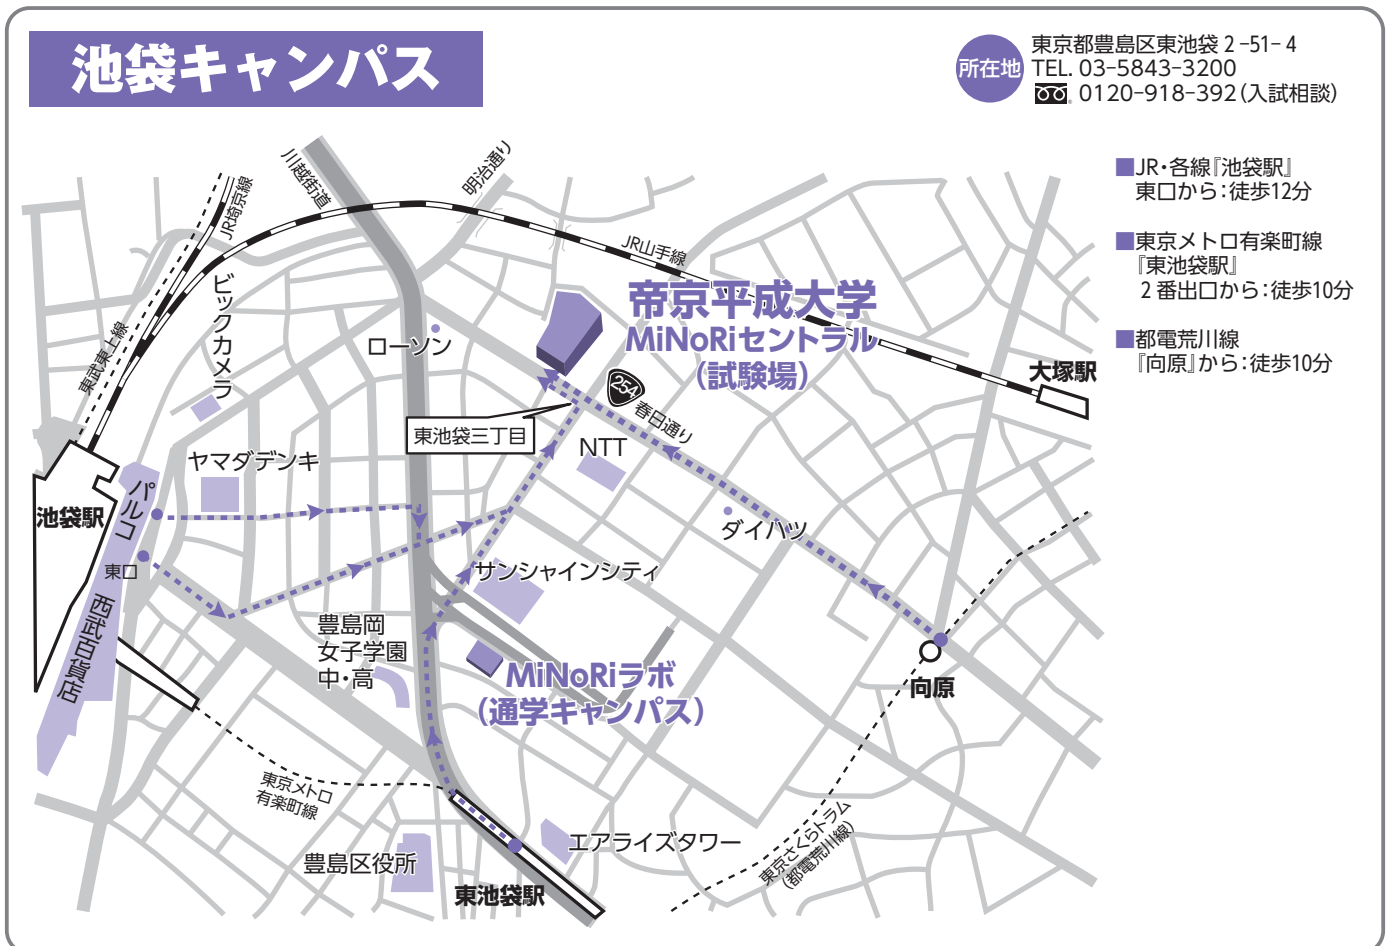 池袋キャンパス
所在地
東京都豊島区東池袋2-51-4
TEL. 03-5843-3200
0120-918-392(入試相談)
■JR・各線『池袋駅』
東口から：徒歩12分
■東京メトロ有楽町線
『東池袋駅』
2番出口から：徒歩10分
■都電荒川線
『向原』から：徒歩10分
川越街道
明治通り
JR埼京線
JR山手線
東武東上線
ビックカメラ
ローソン
帝京平成大学
MiNoRiセントラル
(試験場)
大塚駅
254
春日通り
東池袋三丁目
NTT
ヤマダデンキ
パルコ
池袋駅
東口
西武百貨店
ダイハツ
サンシャインシティ
豊島岡
女子学園
中・高
MiNoRiラボ
(通学キャンパス)
向原
東京メトロ
有楽町線
豊島区役所
エアライズタワー
東池袋駅
東京さくらトラム
(都電荒川線)